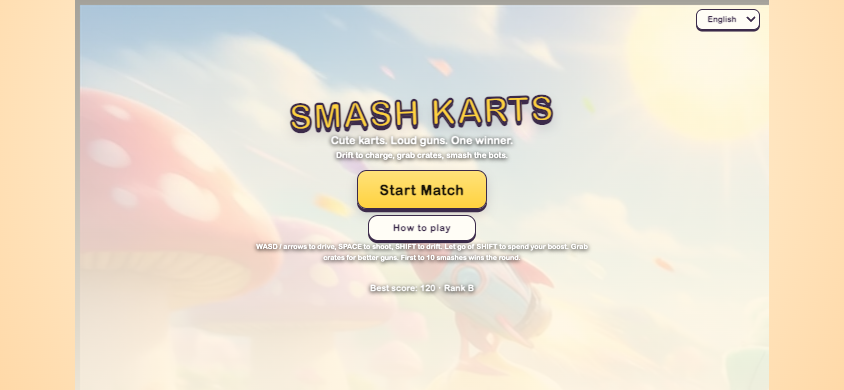 English
SMASH KARTS
Cute karts. Loud guns. One winner.
Drift to charge, grab crates, smash the bots.
Start Match
How to play
WASD / arrows to drive, SPACE to shoot, SHIFT to drift. Let go of SHIFT to spend your boost. Grab
crates for better guns. First to 10 smashes wins the round.
Best score: 120 · Rank B